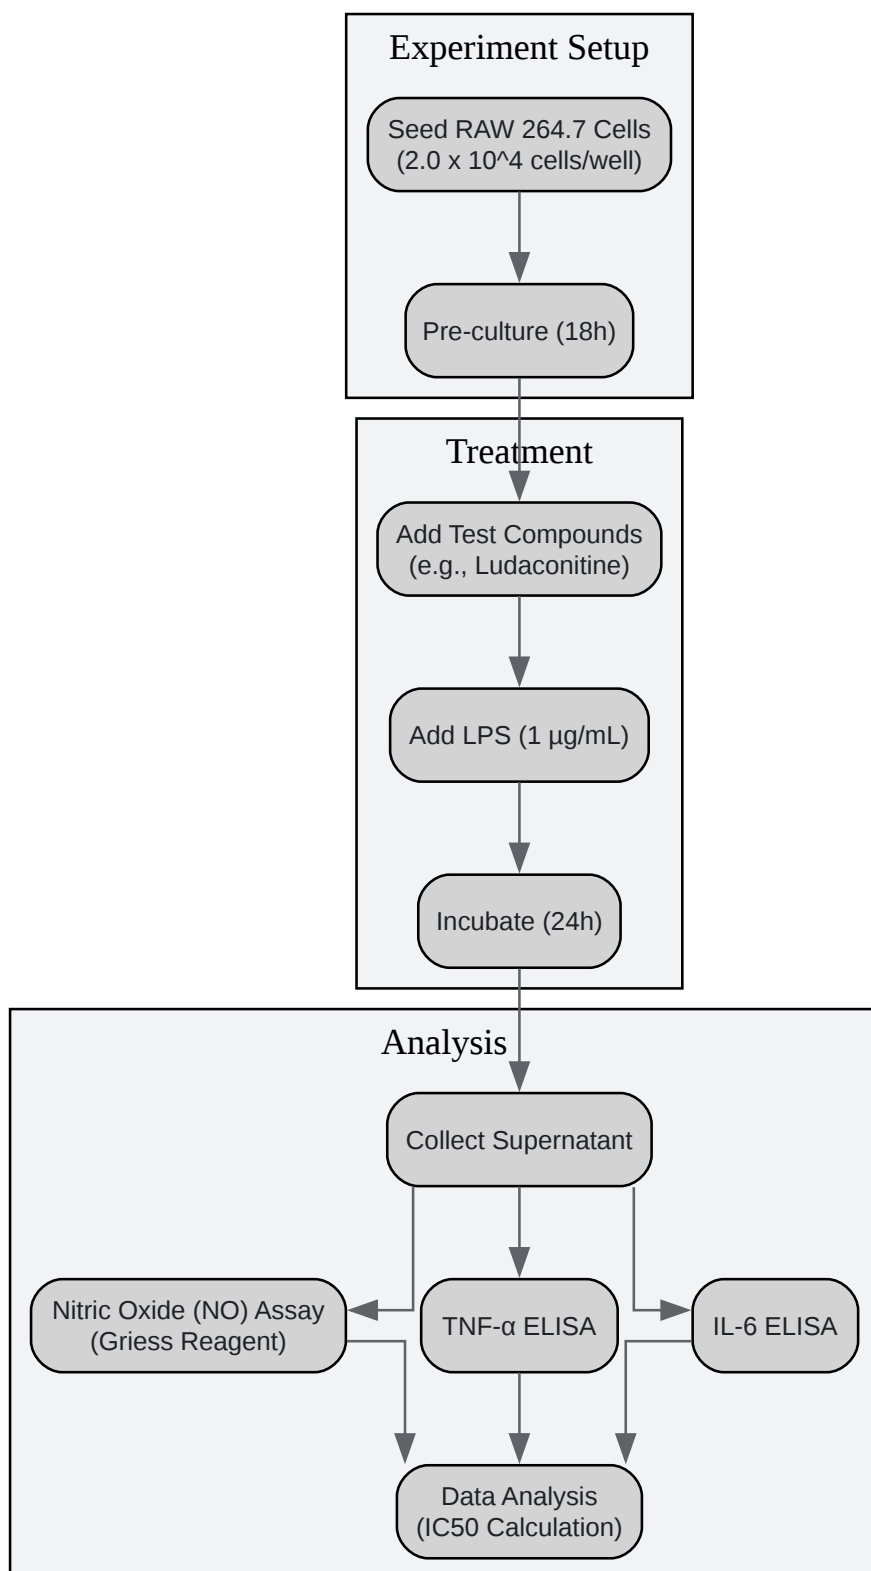 Experiment Setup
Seed RAW 264.7 Cells
(2.0 x 10^4 cells/well)
Pre-culture (18h)
Treatment
Add Test Compounds
(e.g., Ludaconitine)
Add LPS (1 µg/mL)
Incubate (24h)
Analysis
Collect Supernatant
Nitric Oxide (NO) Assay
(Griess Reagent)
TNF-α ELISA
IL-6 ELISA
Data Analysis
(IC50 Calculation)